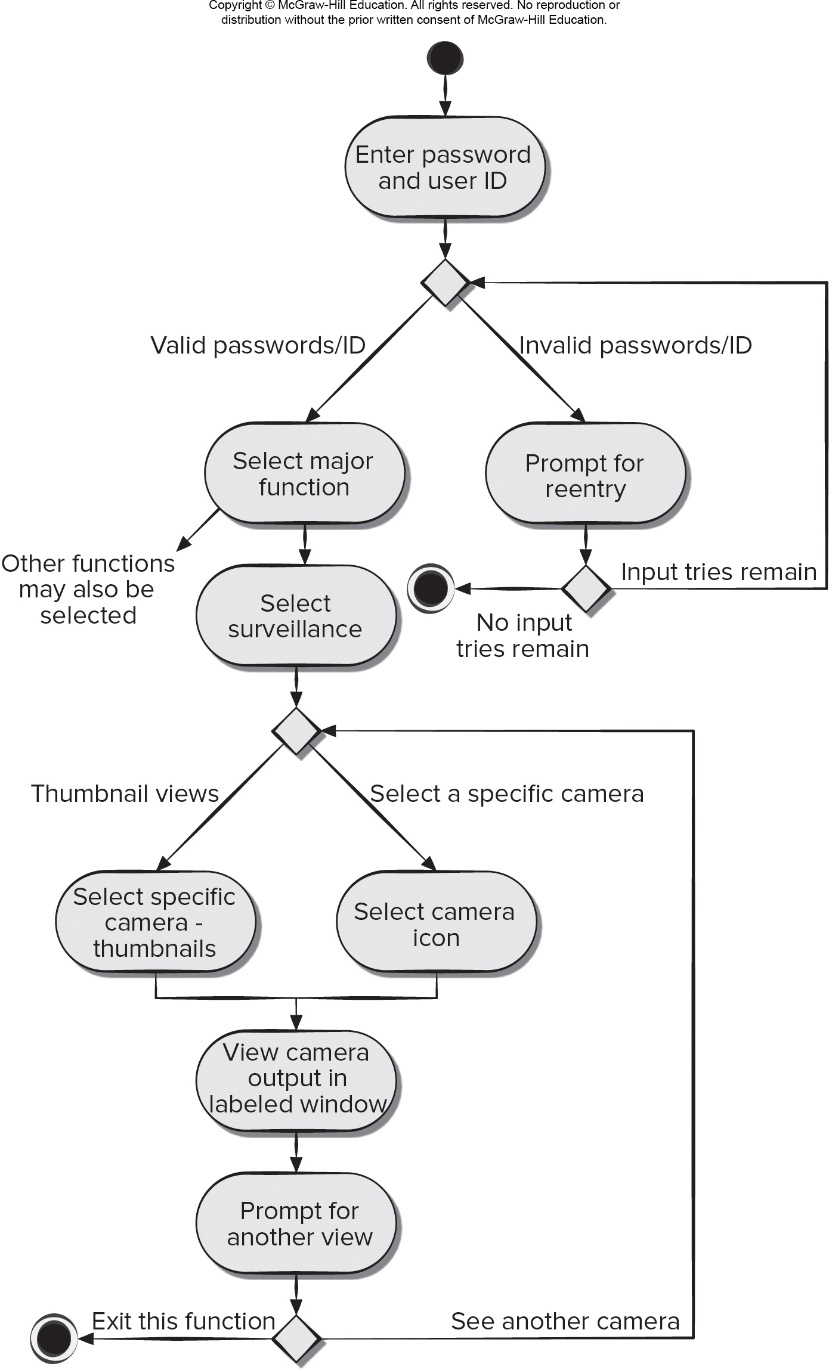 Copyright © McGraw-Hill Education. All rights reserved. No reproduction or
distribution without the prior written consent of McGraw-Hill Education.
Enter password
and user ID
Valid passwords/ID
Invalid passwords/ID
Select major
function
Prompt for
reentry
Other functions
may also be
selected
Select
surveillance
Input tries remain
No input
tries remain
Thumbnail views
Select a specific camera
Select specific
camera -
thumbnails
Select camera
icon
View camera
output in
labeled window
Prompt for
another view
Exit this function
See another camera